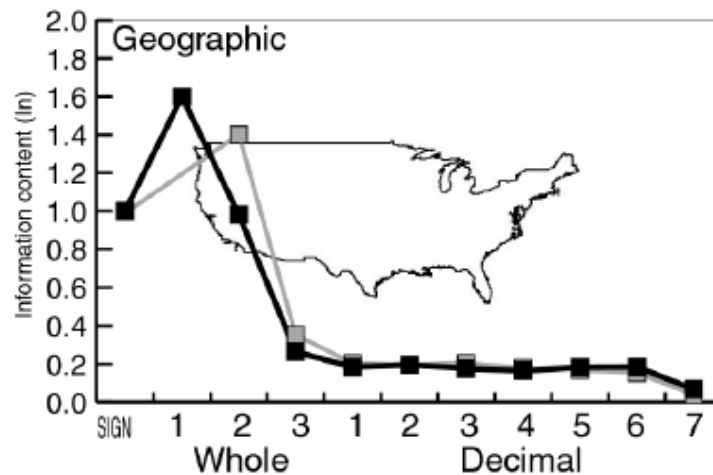 Geographic
Information content (ln)
2.0
1.8
1.6
1.4
1.2
1.0
0.8
0.6
0.4
0.2
0.0
SIGN 1 2 3 1 2 3 4 5 6 7
Whole Decimal